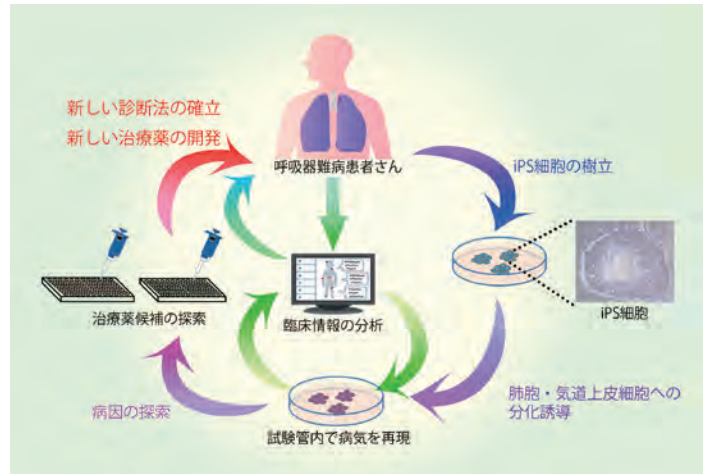 新しい診断法の確立
新しい治療薬の開発
呼吸器難病患者さん
iPS細胞の樹立
iPS細胞
治療薬候補の探索
臨床情報の分析
肺胞・気道上皮細胞への
分化誘導
病因の探索
試験管内で病気を再現